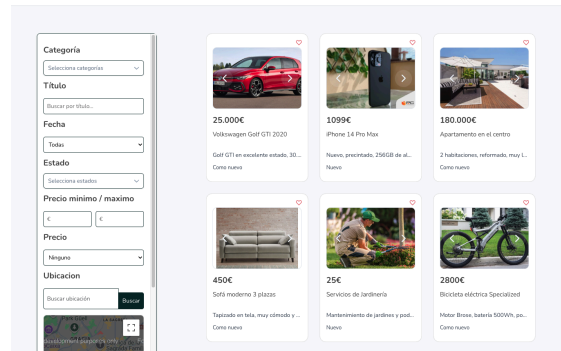 Categoría
Selecciona categorías
Título
Buscar por título...
Fecha
Todas
Estado
Selecciona estados
Precio minimo / maximo
€
€
Precio
Ninguno
Ubicacion
Buscar ubicación
Buscar
development purposes only
25.000€
Volkswagen Golf GTI 2020
Golf GTI en excelente estado, 30....
Como nuevo
1099€
iPhone 14 Pro Max
Nuevo, precintado, 256GB de al...
Nuevo
180.000€
Apartamento en el centro
2 habitaciones, reformado, muy l...
Como nuevo
450€
Sofá moderno 3 plazas
Tapizado en tela, muy cómodo y ...
Como nuevo
25€
Servicios de Jardinería
Mantenimiento de jardines y pod...
Nuevo
2800€
Bicicleta eléctrica Specialized
Motor Brose, batería 500Wh, po...
Como nuevo